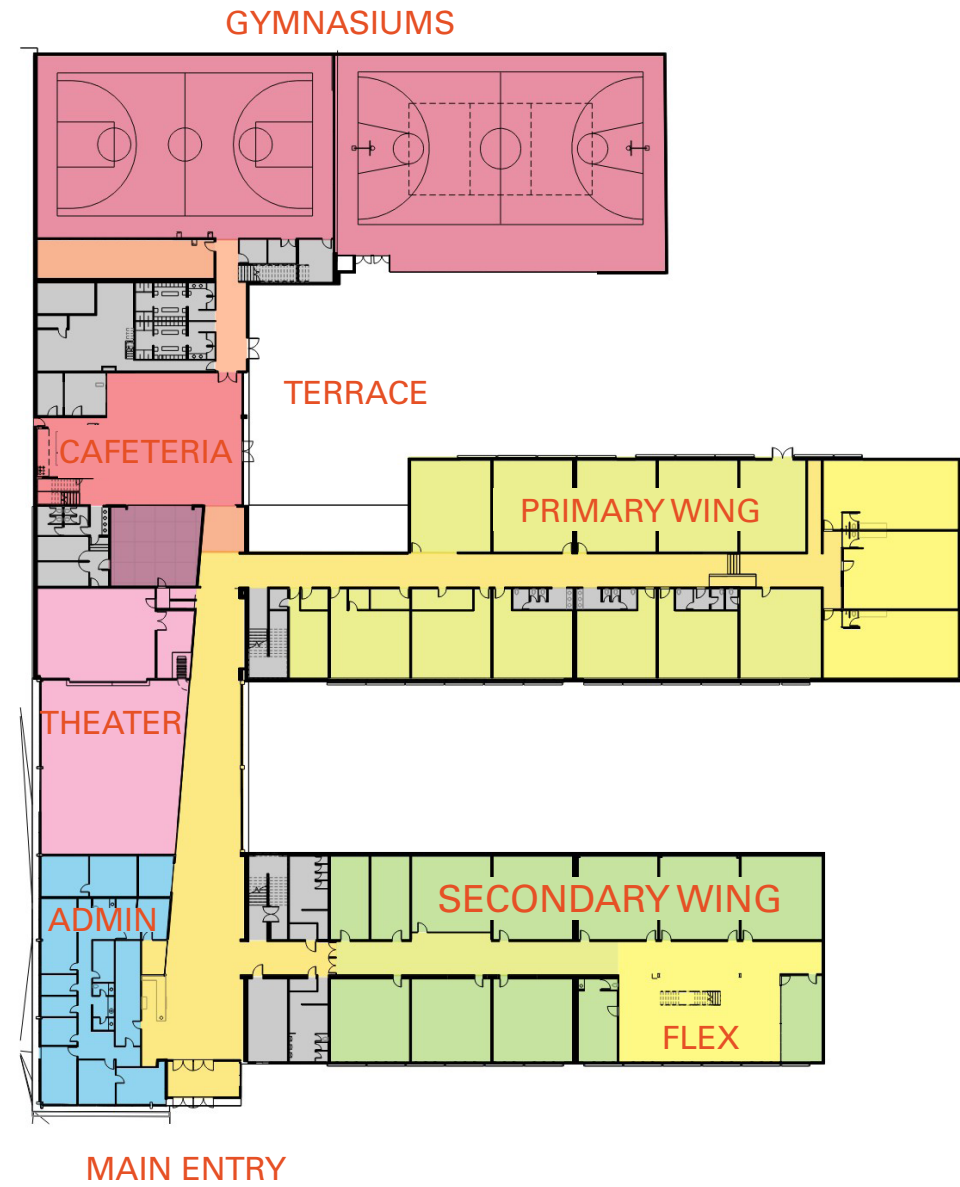 GYMNASIUMS
TERRACE
CAFETERIA
PRIMARY WING
THEATER
SECONDARY WING
ADMIN
FLEX
MAIN ENTRY